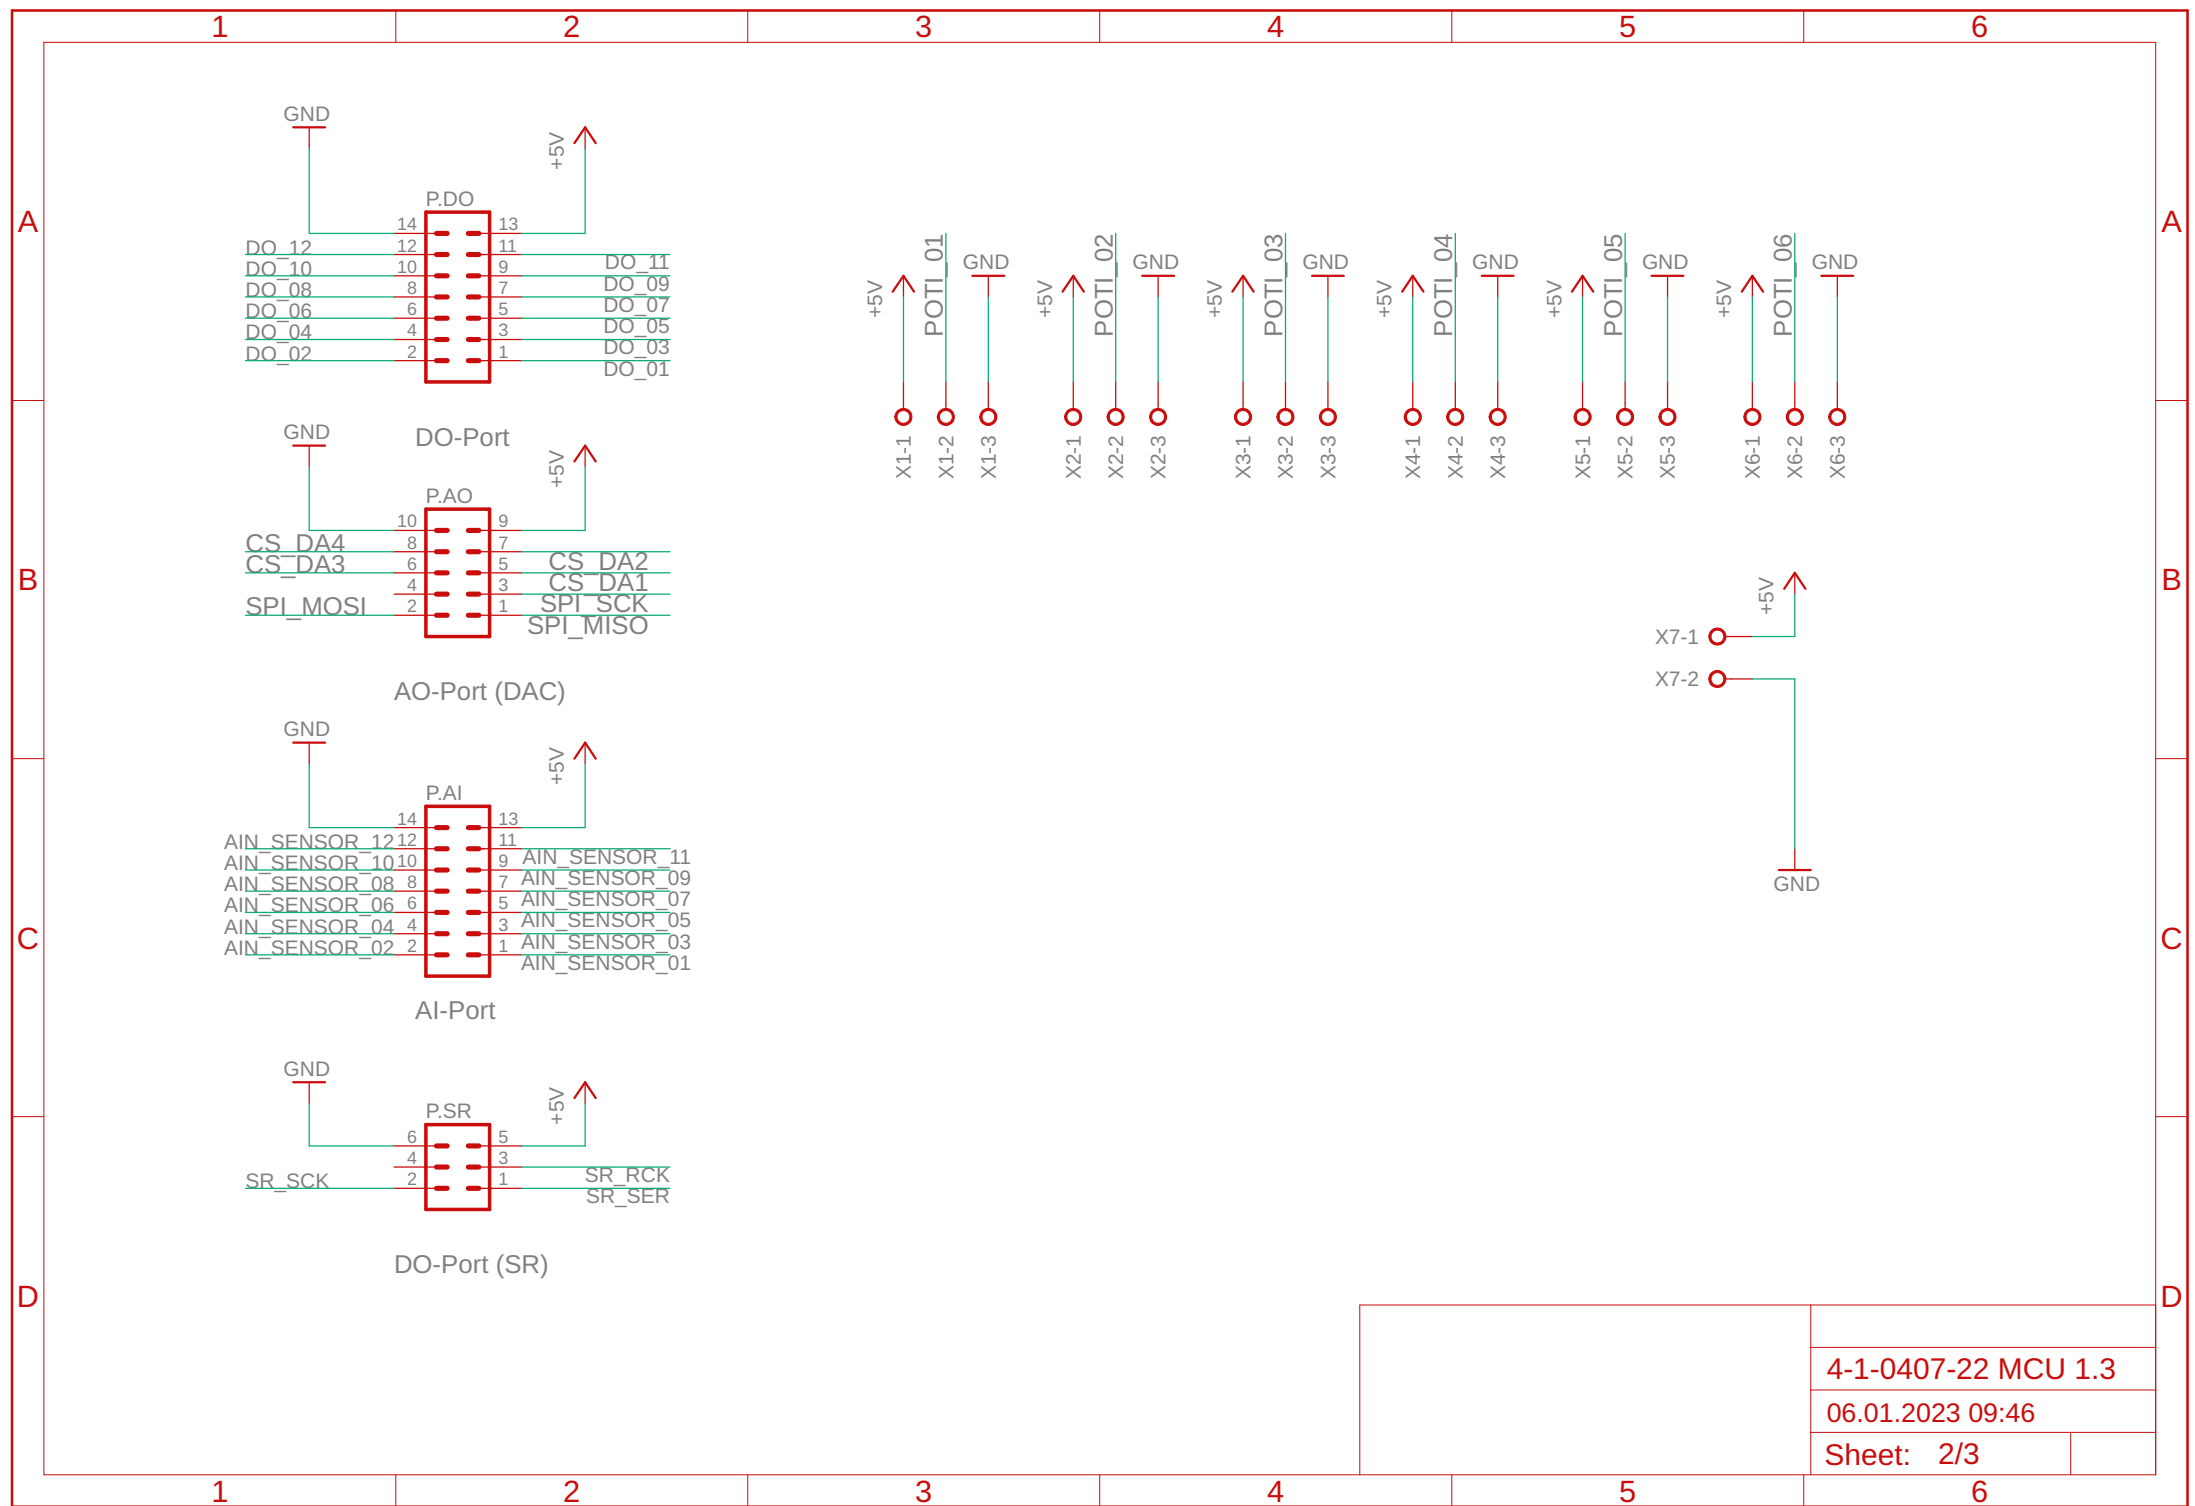 1 2 3 4 5 6
A A
GND
+5V
P.DO
14 13
DO_12 12 11 DO_11
DO_10 10 9 DO_09
DO_08 8 7 DO_07
DO_06 6 5 DO_05
DO_04 4 3 DO_03
DO_02 2 1 DO_01
DO-Port
+5V POTI_01 GND
X1-1 X1-2 X1-3
+5V POTI_02 GND
X2-1 X2-2 X2-3
+5V POTI_03 GND
X3-1 X3-2 X3-3
+5V POTI_04 GND
X4-1 X4-2 X4-3
+5V POTI_05 GND
X5-1 X5-2 X5-3
+5V POTI_06 GND
X6-1 X6-2 X6-3
B B
GND
+5V
P.AO
10 9
CS_DA4 8 7 CS_DA2
CS_DA3 6 5 CS_DA1
4 3 SPI_SCK
SPI_MOSI 2 1 SPI_MISO
AO-Port (DAC)
+5V
X7-1
X7-2
GND
C C
GND
+5V
P.AI
14 13
AIN_SENSOR_12 12 11 AIN_SENSOR_11
AIN_SENSOR_10 10 9 AIN_SENSOR_09
AIN_SENSOR_08 8 7 AIN_SENSOR_07
AIN_SENSOR_06 6 5 AIN_SENSOR_05
AIN_SENSOR_04 4 3 AIN_SENSOR_03
AIN_SENSOR_02 2 1 AIN_SENSOR_01
AI-Port
D D
GND
+5V
P.SR
6 5
4 3 SR_RCK
SR_SCK 2 1 SR_SER
DO-Port (SR)
4-1-0407-22 MCU 1.3
06.01.2023 09:46
Sheet: 2/3
1 2 3 4 5 6